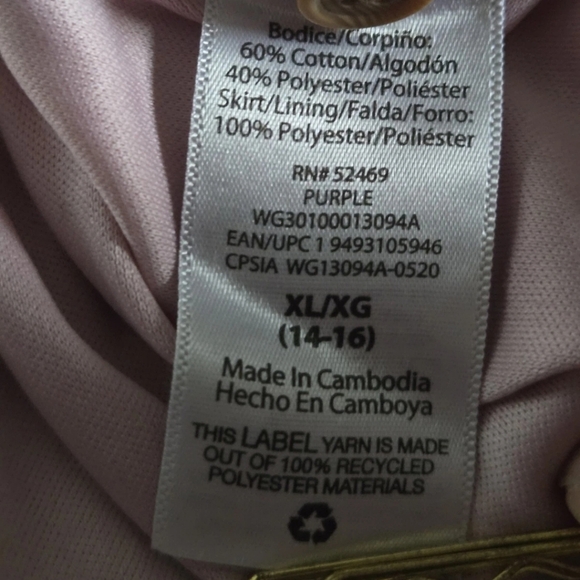 Bodice/Corpiño:
60% Cotton/Algodón
40% Polyester/Poliéster
Skirt/Lining/Falda/Forro:
100% Polyester/Poliéster
RN# 52469
PURPLE
WG30100013094A
EAN/UPC 1 9493105946
CPSIA WG13094A-0520
XL/XG
(14-16)
Made In Cambodia
Hecho En Camboya
THIS LABEL YARN IS MADE
OUT OF 100% RECYCLED
POLYESTER MATERIALS